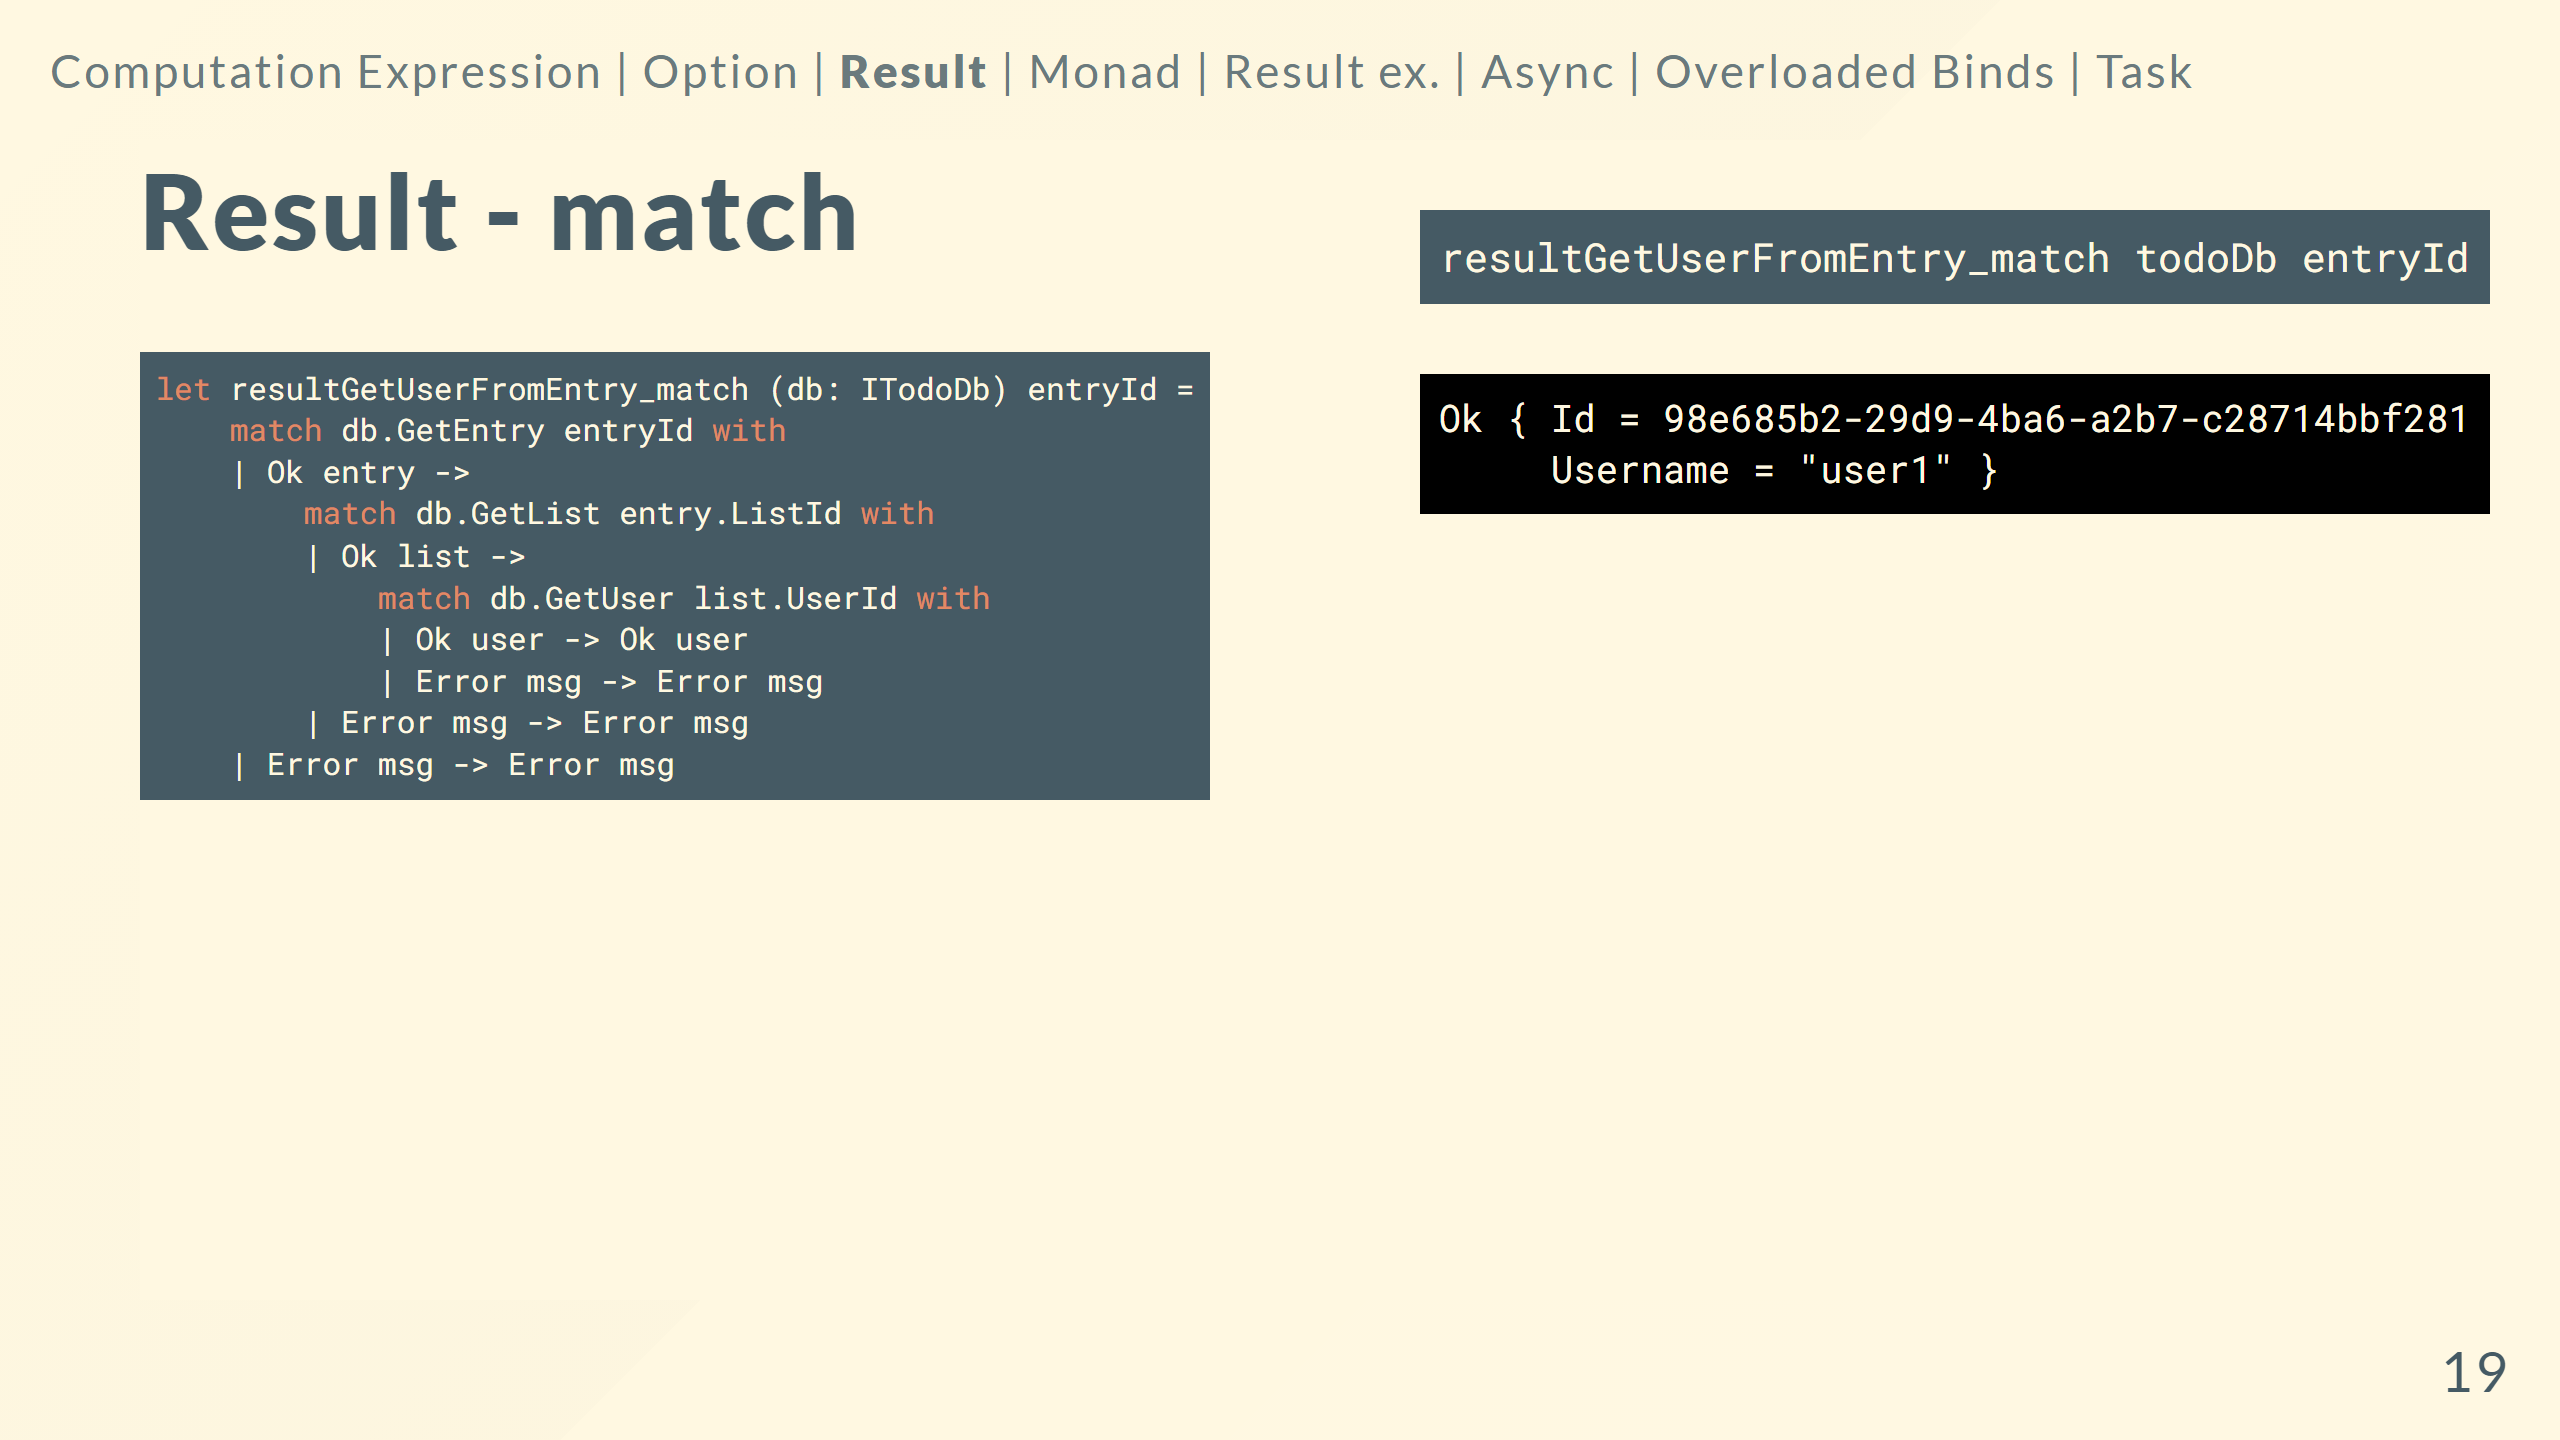 Computation Expression | Option | Result | Monad | Result ex. | Async | Overloaded Binds | Task
Result - match
let resultGetUserFromEntry_match (db: ITodoDb) entryId =
    match db.GetEntry entryId with
    | Ok entry ->
        match db.GetList entry.ListId with
        | Ok list ->
            match db.GetUser list.UserId with
            | Ok user -> Ok user
            | Error msg -> Error msg
        | Error msg -> Error msg
    | Error msg -> Error msg
resultGetUserFromEntry_match todoDb entryId
Ok { Id = 98e685b2-29d9-4ba6-a2b7-c28714bbf281
     Username = "user1" }
19